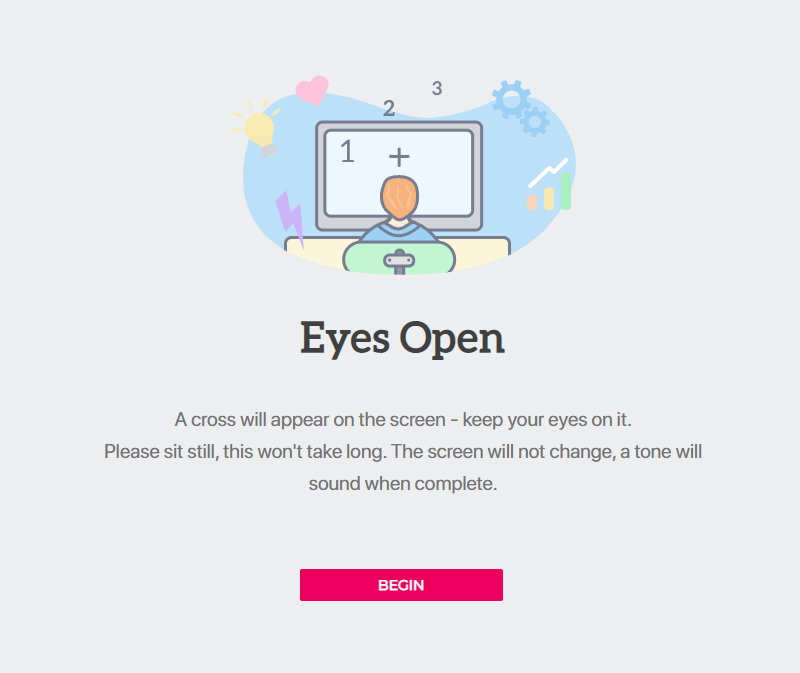 3
2
1 +
Eyes Open
A cross will appear on the screen - keep your eyes on it.
Please sit still, this won't take long. The screen will not change, a tone will
sound when complete.
BEGIN